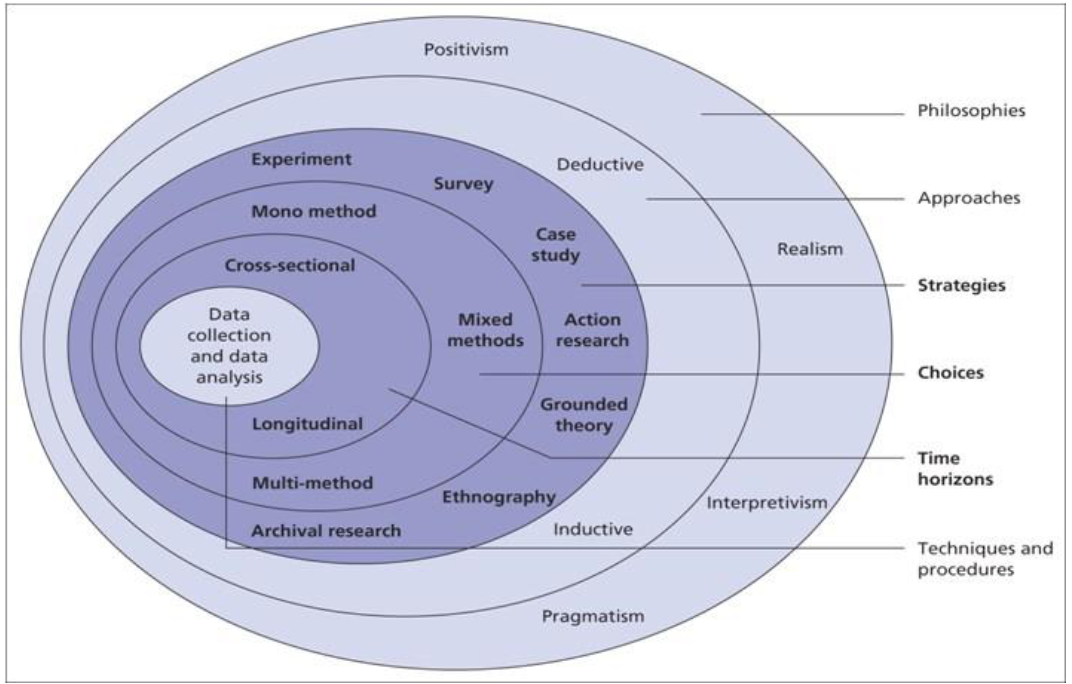 Positivism
Philosophies
Experiment
Survey
Deductive
Mono method
Approaches
Case
study
Cross-sectional
Realism
Strategies
Data
collection
and data
analysis
Mixed
methods
Action
research
Choices
Longitudinal
Grounded
theory
Time
horizons
Multi-method
Ethnography
Interpretivism
Archival research
Inductive
Techniques and
procedures
Pragmatism